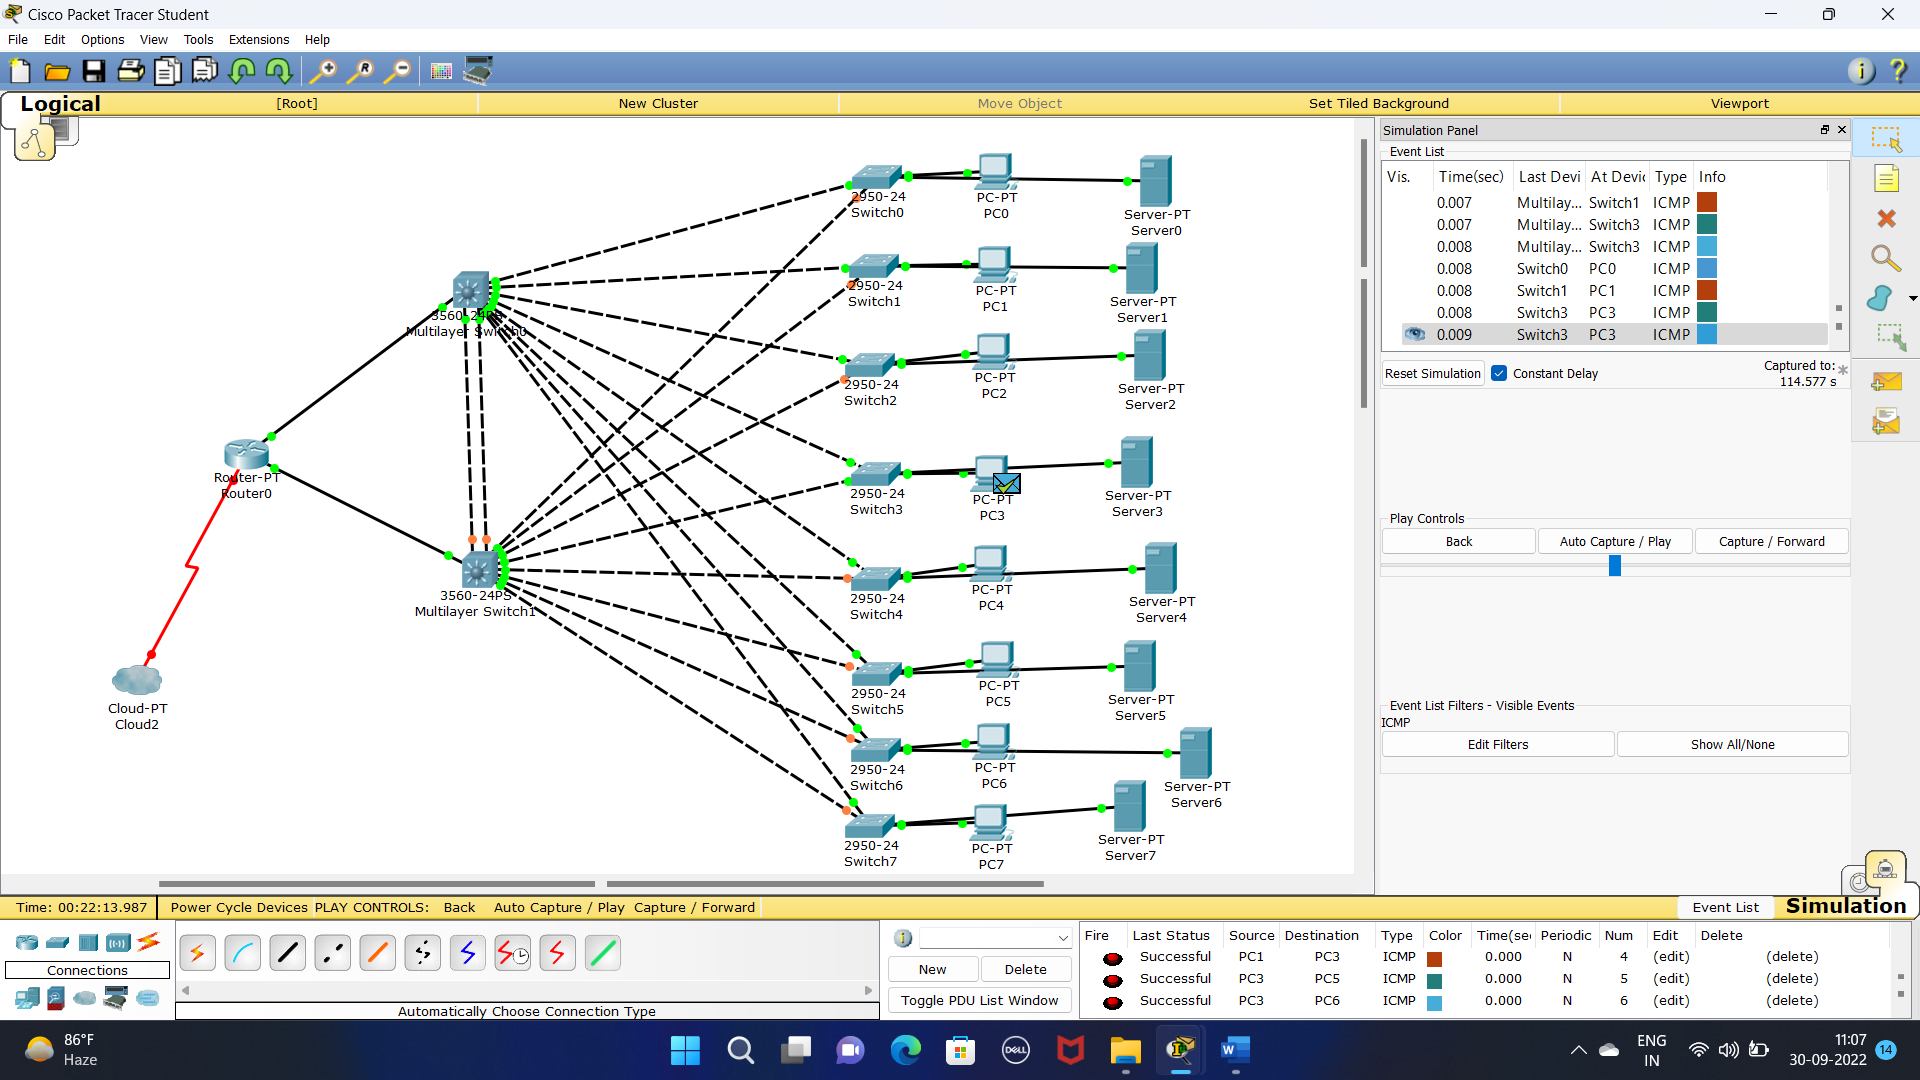 Cisco Packet Tracer Student
File Edit Options View Tools Extensions Help
Logical [Root] New Cluster Move Object Set Tiled Background Viewport
2950-24
Switch0
PC-PT
PC0
Server-PT
Server0
2950-24
Switch1
PC-PT
PC1
Server-PT
Server1
3560-24PS
Multilayer Switch0
2950-24
Switch2
PC-PT
PC2
Server-PT
Server2
Router-PT
Router0
2950-24
Switch3
PC-PT
PC3
Server-PT
Server3
3560-24PS
Multilayer Switch1
2950-24
Switch4
PC-PT
PC4
Server-PT
Server4
Cloud-PT
Cloud2
2950-24
Switch5
PC-PT
PC5
Server-PT
Server5
2950-24
Switch6
PC-PT
PC6
Server-PT
Server6
2950-24
Switch7
PC-PT
PC7
Server-PT
Server7
Simulation Panel
Event List
Vis. Time(sec) Last Devi At Devic Type Info
0.007 Multilay... Switch1 ICMP
0.007 Multilay... Switch3 ICMP
0.008 Multilay... Switch3 ICMP
0.008 Switch0 PC0 ICMP
0.008 Switch1 PC1 ICMP
0.008 Switch3 PC3 ICMP
0.009 Switch3 PC3 ICMP
Reset Simulation Constant Delay Captured to: *
114.577 s
Play Controls
Back Auto Capture / Play Capture / Forward
Event List Filters - Visible Events
ICMP
Edit Filters Show All/None
Time: 00:22:13.987 Power Cycle Devices PLAY CONTROLS: Back Auto Capture / Play Capture / Forward Event List Simulation
Connections
Automatically Choose Connection Type
New Delete
Toggle PDU List Window
Fire Last Status Source Destination Type Color Time(sec Periodic Num Edit Delete
Successful PC1 PC3 ICMP 0.000 N 4 (edit) (delete)
Successful PC3 PC5 ICMP 0.000 N 5 (edit) (delete)
Successful PC3 PC6 ICMP 0.000 N 6 (edit) (delete)
86°F
Haze
DELL
W
ENG
IN
11:07
30-09-2022
14